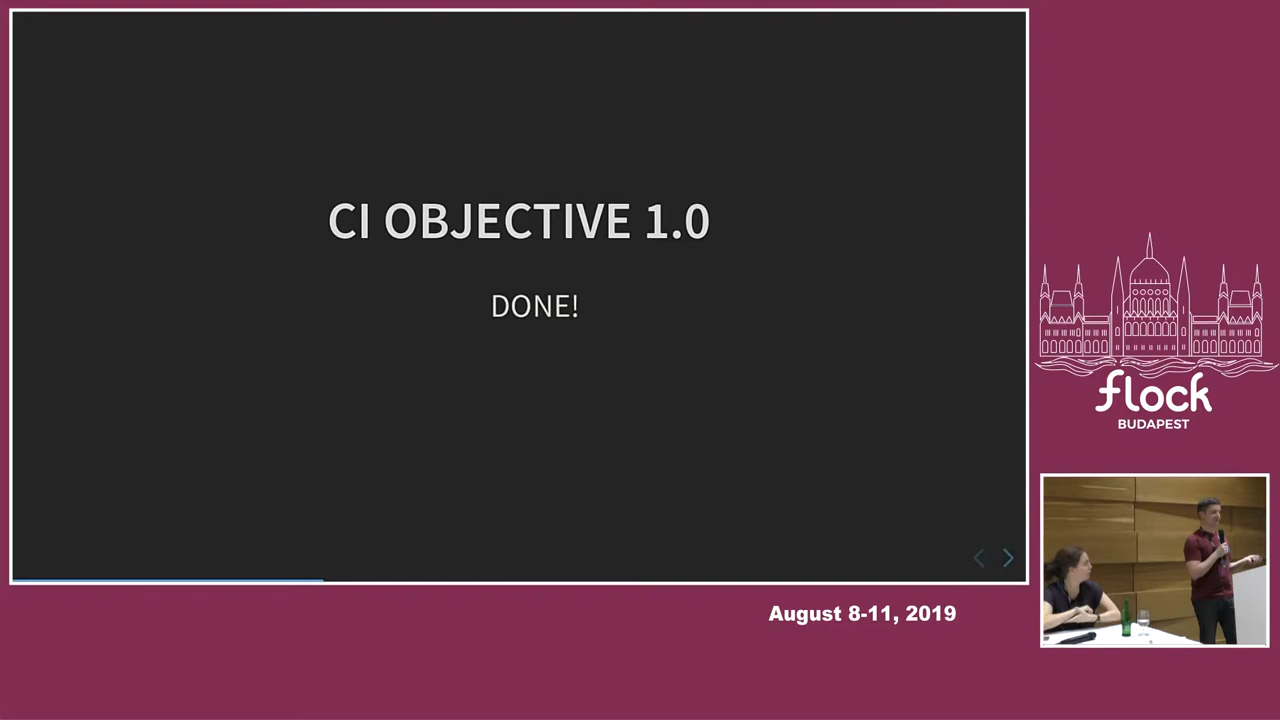 CI OBJECTIVE 1.0
DONE!
flock
BUDAPEST
August 8-11, 2019